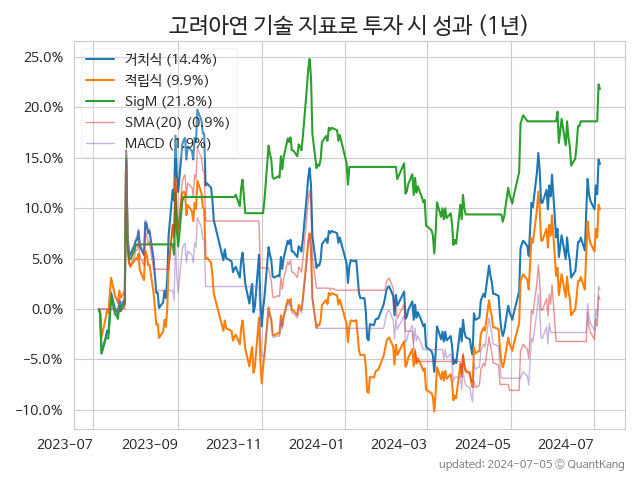 고려아연 기술 지표로 투자 시 성과 (1년)
25.0%
20.0%
15.0%
10.0%
5.0%
0.0%
−5.0%
−10.0%
거치식 (14.4%)
적립식 (9.9%)
SigM (21.8%)
SMA(20) (0.9%)
MACD (1.9%)
2023-07 2023-09 2023-11 2024-01 2024-03 2024-05 2024-07
updated: 2024-07-05 © QuantKang